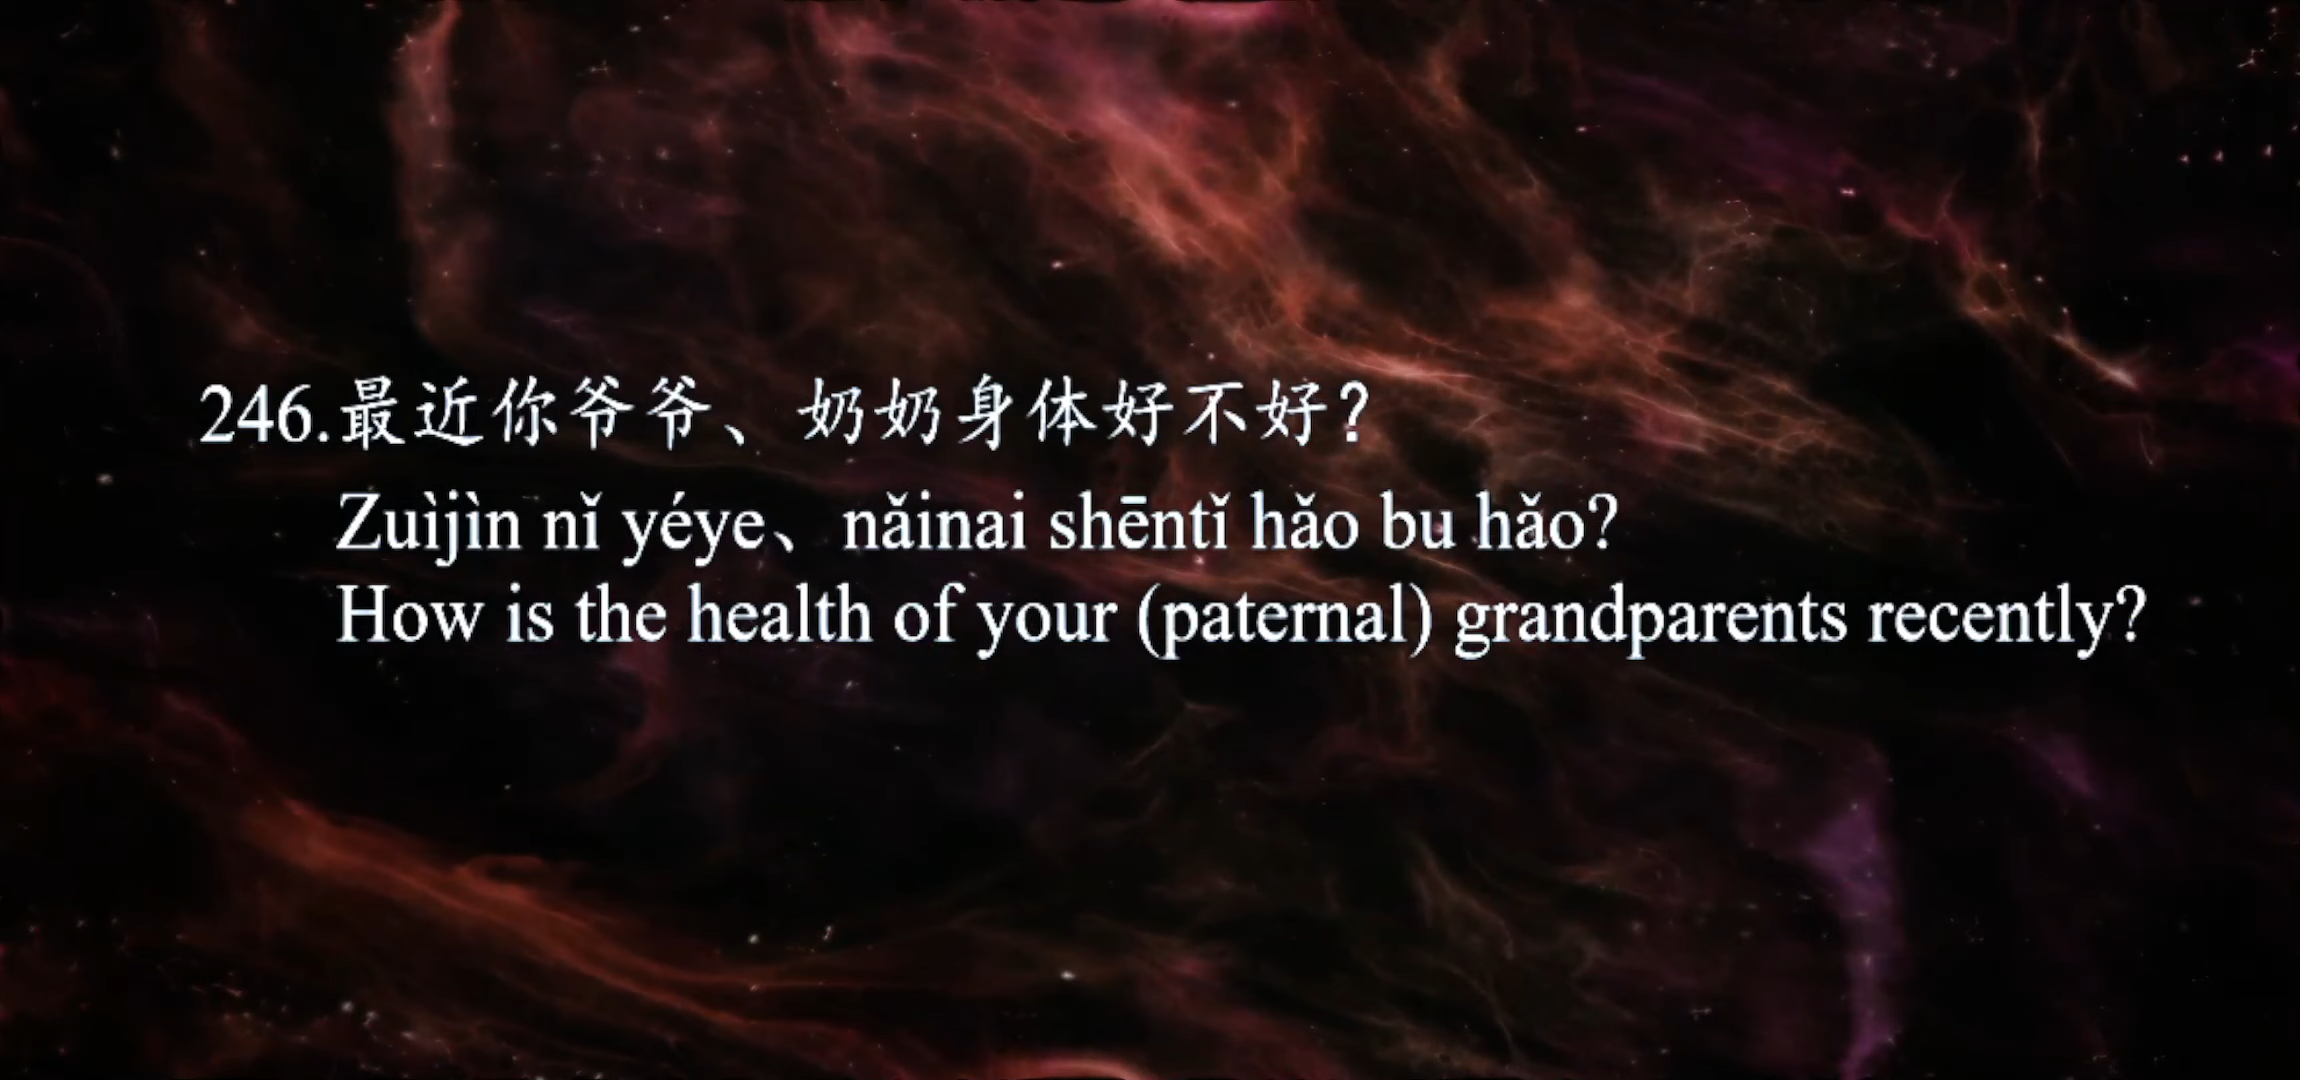 246.最近你爷爷、奶奶身体好不好?
Zuìjìn nǐ yéye、nǎinai shēntǐ hǎo bu hǎo?
How is the health of your (paternal) grandparents recently?